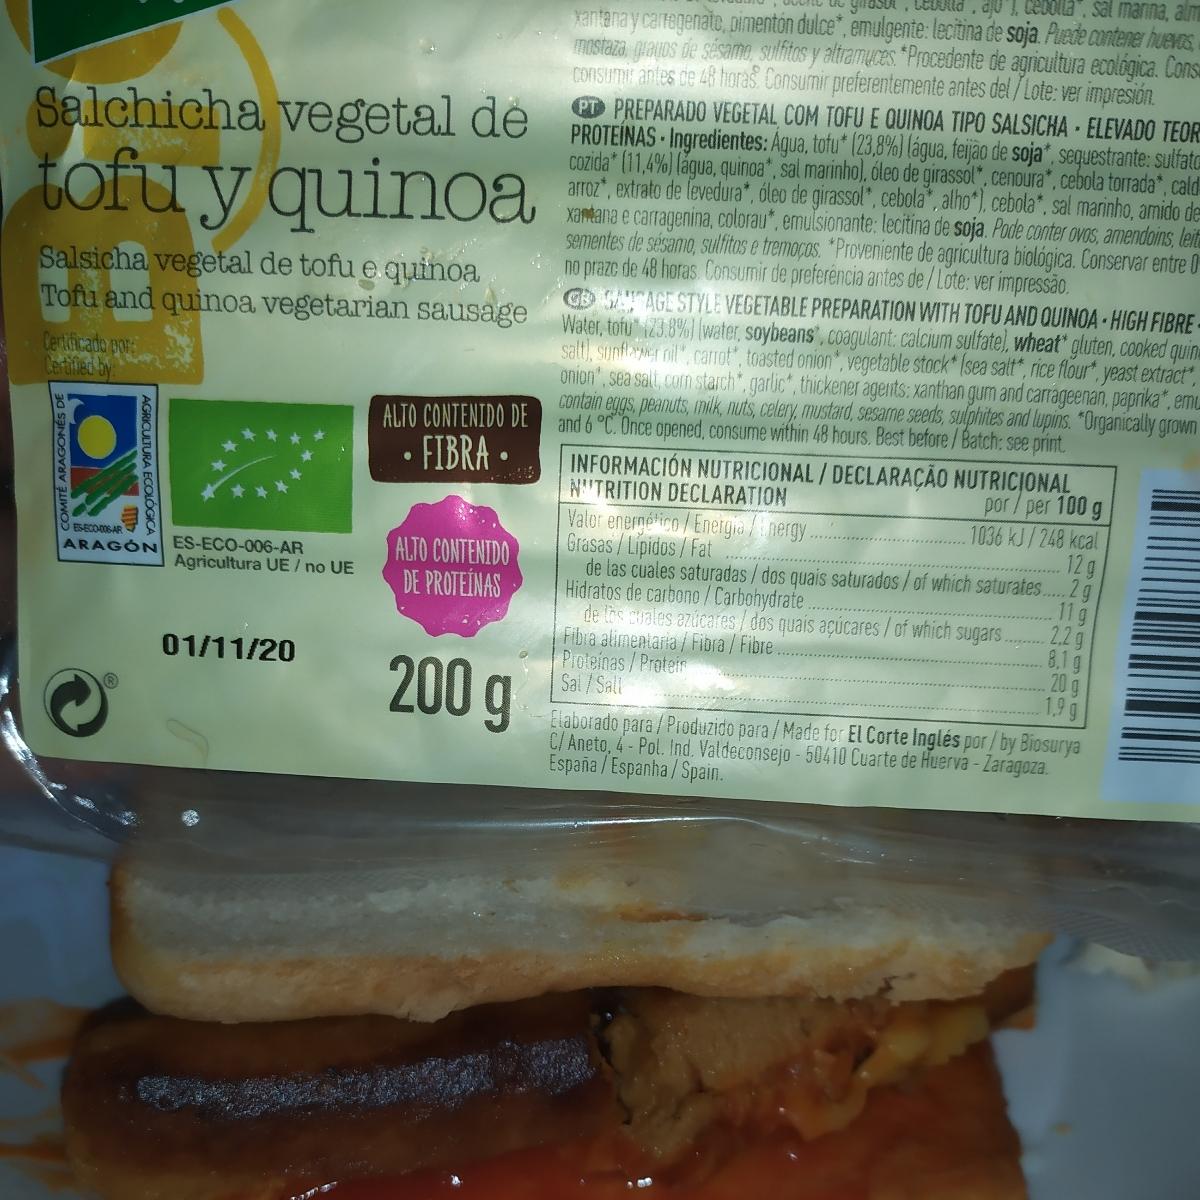 Salchicha vegetal de
tofu y quinoa
Salsicha vegetal de tofu e quinoa
Tofu and quinoa vegetarian sausage
Certificado por:
Certified by:
COMITÉ ARAGONÉS DE
AGRICULTURA ECOLÓGICA
ES-ECO-006-AR
ARAGÓN
ES-ECO-006-AR
Agricultura UE / no UE
ALTO CONTENIDO DE
• FIBRA •
ALTO CONTENIDO
DE PROTEÍNAS
01/11/20
200 g
®
xantana y carragenato, pimentón dulce*, emulgente: lecitina de soja. Puede contener huevos,
mostaza, granos de sésamo, sulfitos y altramuces. *Procedente de agricultura ecológica.
consumir antes de 48 horas. Consumir preferentemente antes del / Lote: ver impresión.
PT PREPARADO VEGETAL COM TOFU E QUINOA TIPO SALSICHA • ELEVADO TEOR
PROTEÍNAS • Ingredientes: Água, tofu* (23,8%) (água, feijão de soja*, sequestrante:
cozida* (11,4%) (água, quinoa*, sal marinho), óleo de girassol*, cenoura*, cebola torrada*,
arroz*, extrato de levedura*, óleo de girassol*, cebola*, alho*), cebola*, sal marinho, amido de
xantana e carragenina, colorau*, emulsionante: lecitina de soja. Pode conter ovos, amendoins,
sementes de sésamo, sulfitos e tremoços. *Proveniente de agricultura biológica. Conservar entre 0
no prazo de 48 horas. Consumir de preferência antes de / Lote: ver impressão.
GB SAUSAGE STYLE VEGETABLE PREPARATION WITH TOFU AND QUINOA • HIGH FIBRE
Water, tofu* (23.8%) (water, soybeans*, coagulant: calcium sulfate), wheat* gluten, cooked
salt), sunflower oil*, carrot*, toasted onion*, vegetable stock* (sea salt*, rice flour*, yeast extract*,
onion*, sea salt, corn starch*, garlic*, thickener agents: xanthan gum and carrageenan, paprika*,
contain eggs, peanuts, milk, nuts, celery, mustard, sesame seeds, sulphites and lupins. *Organically grown
and 6 ºC. Once opened, consume within 48 hours. Best before / Batch: see print.
INFORMACIÓN NUTRICIONAL / DECLARAÇÃO NUTRICIONAL
NUTRITION DECLARATION por / per 100 g
Valor energético / Energia / Energy 1036 kJ / 248 kcal
Grasas / Lípidos / Fat 12 g
de las cuales saturadas / dos quais saturados / of which saturates 2 g
Hidratos de carbono / Carbohydrate 11 g
de los cuales azúcares / dos quais açúcares / of which sugars 2,2 g
Fibra alimentaria / Fibra / Fibre 8,1 g
Proteínas / Protein 20 g
Sal / Salt 1,9 g
Elaborado para / Produzido para / Made for El Corte Inglés por / by Biosurya
C/ Aneto, 4 - Pol. Ind. Valdeconsejo - 50410 Cuarte de Huerva - Zaragoza.
España / Espanha / Spain.